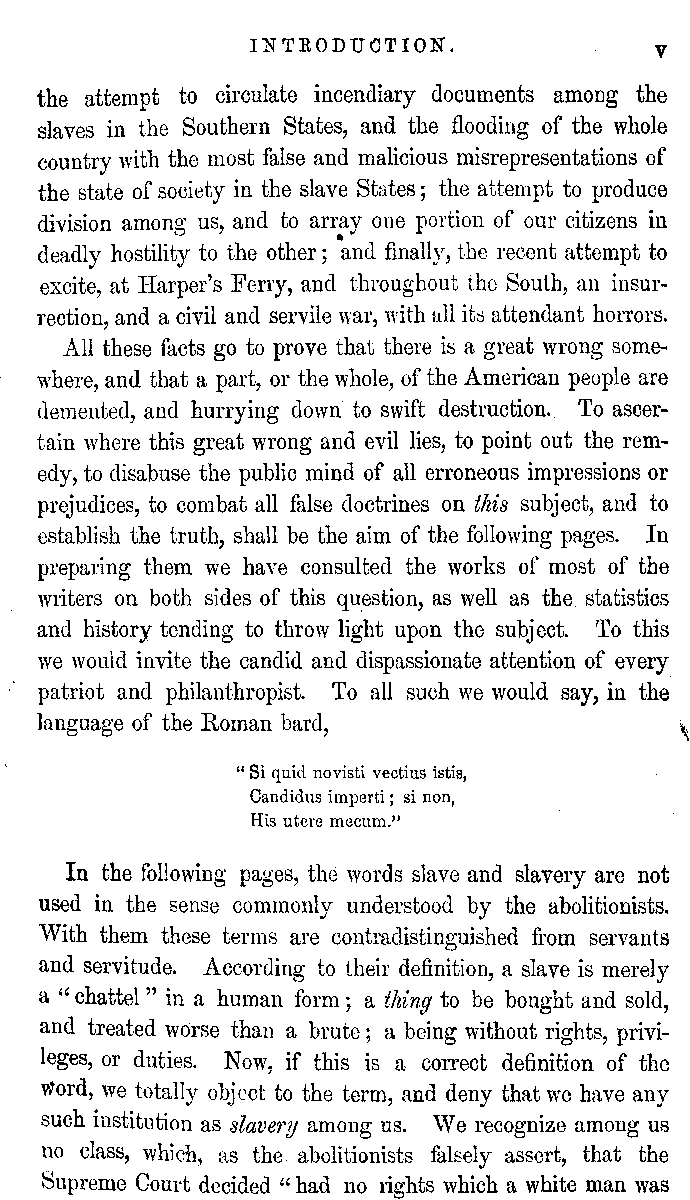 INTRODUCTION. v
the attempt to circulate incendiary documents among the
slaves in the Southern States, and the flooding of the whole
country with the most false and malicious misrepresentations of
the state of society in the slave States; the attempt to produce
division among us, and to array one portion of our citizens in
deadly hostility to the other; and finally, the recent attempt to
excite, at Harper's Ferry, and throughout the South, an insur-
rection, and a civil and servile war, with all its attendant horrors.
All these facts go to prove that there is a great wrong some-
where, and that a part, or the whole, of the American people are
demented, and hurrying down to swift destruction. To ascer-
tain where this great wrong and evil lies, to point out the rem-
edy, to disabuse the public mind of all erroneous impressions or
prejudices, to combat all false doctrines on this subject, and to
establish the truth, shall be the aim of the following pages. In
preparing them we have consulted the works of most of the
writers on both sides of this question, as well as the statistics
and history tending to throw light upon the subject. To this
we would invite the candid and dispassionate attention of every
patriot and philanthropist. To all such we would say, in the
language of the Roman bard,
"Si quid novisti vectius istis,
Candidus imperti; si non,
His utere mecum."
In the following pages, the words slave and slavery are not
used in the sense commonly understood by the abolitionists.
With them these terms are contradistinguished from servants
and servitude. According to their definition, a slave is merely
a "chattel" in a human form; a thing to be bought and sold,
and treated worse than a brute; a being without rights, privi-
leges, or duties. Now, if this is a correct definition of the
word, we totally object to the term, and deny that we have any
such institution as slavery among us. We recognize among us
no class, which, as the abolitionists falsely assert, that the
Supreme Court decided "had no rights which a white man was